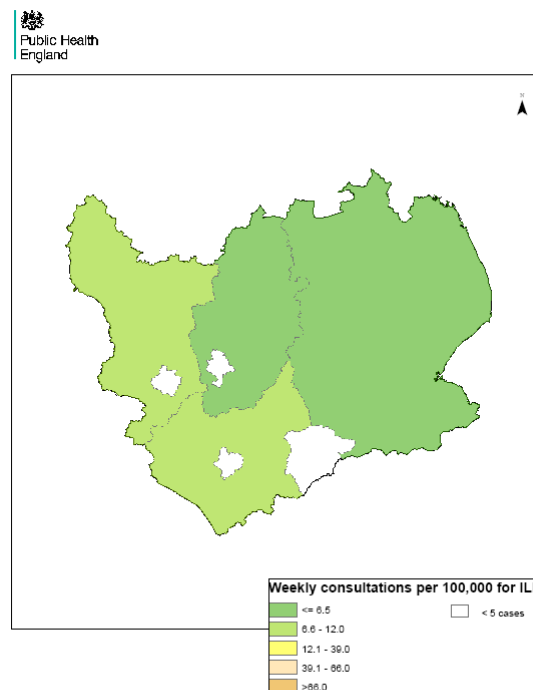 Public Health
England
N
Weekly consultations per 100,000 for IL
<= 6.5
< 5 cases
6.6 - 12.0
12.1 - 39.0
39.1 - 66.0
>66.0